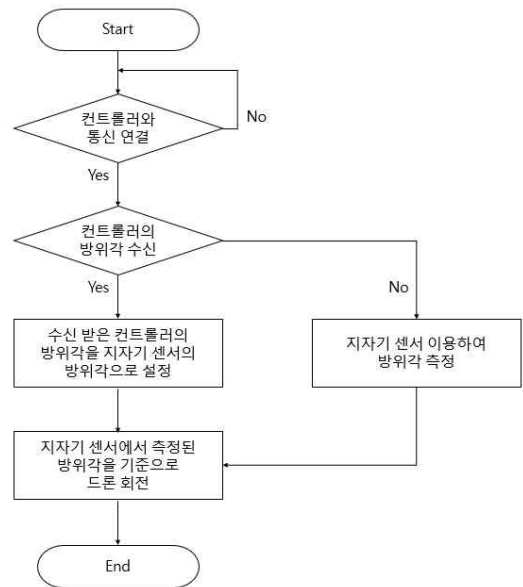 Start
컨트롤러와
통신 연결
No
Yes
컨트롤러의
방위각 수신
Yes
No
수신 받은 컨트롤러의
방위각을 지자기 센서의
방위각으로 설정
지자기 센서 이용하여
방위각 측정
지자기 센서에서 측정된
방위각을 기준으로
드론 회전
End